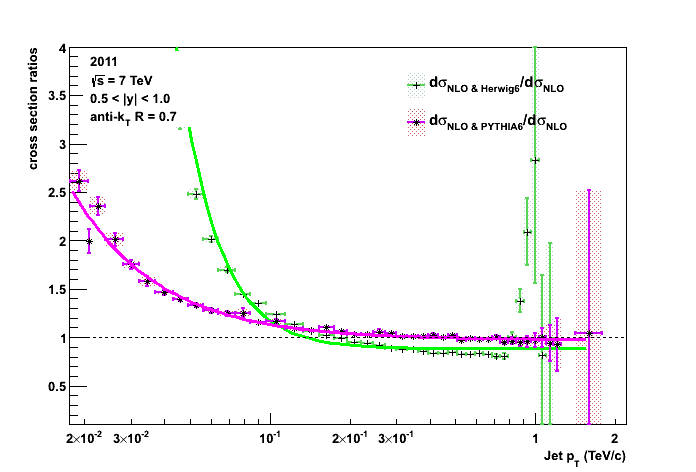 cross section ratios
4
3.5
3
2.5
2
1.5
1
0.5
2011
√s = 7 TeV
0.5 < |y| < 1.0
anti-k_T R = 0.7
dσ_NLO & Herwig6/dσ_NLO
dσ_NLO & PYTHIA6/dσ_NLO
2×10⁻² 3×10⁻² 10⁻¹ 2×10⁻¹ 3×10⁻¹ 1 2
Jet p_T (TeV/c)